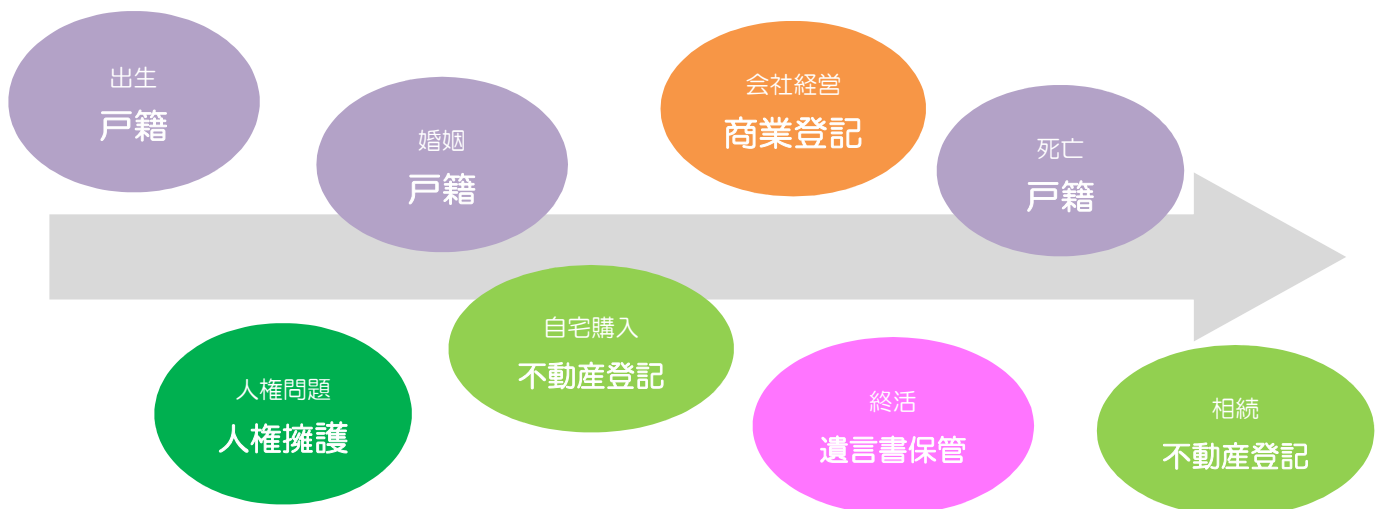 出生
戸籍
婚姻
戸籍
会社経営
商業登記
死亡
戸籍
人権問題
人権擁護
自宅購入
不動産登記
終活
遺言書保管
相続
不動産登記